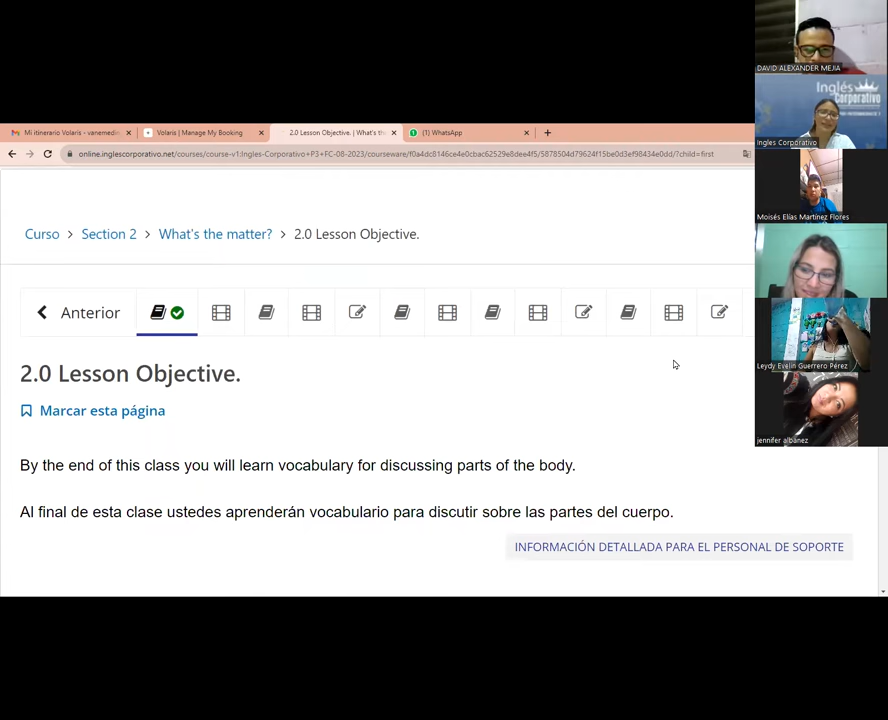 Mi itinerario Volaris - vanemedin
Volaris | Manage My Booking
2.0 Lesson Objective. | What's th
(1) WhatsApp
online.inglescorporativo.net/courses/course-v1:Ingles-Corporativo+P3+FC-08-2023/courseware/f0a4dc8146ce4e0cbac62529e8dee4f5/5878504d79624f15be0d3ef98434e0dd/?child=first
Curso > Section 2 > What's the matter? > 2.0 Lesson Objective.
Anterior
2.0 Lesson Objective.
Marcar esta página
By the end of this class you will learn vocabulary for discussing parts of the body.
Al final de esta clase ustedes aprenderán vocabulario para discutir sobre las partes del cuerpo.
INFORMACIÓN DETALLADA PARA EL PERSONAL DE SOPORTE
DAVID ALEXANDER MEJIA
Inglés
Corporativo
Ingles Corporativo
Moisés Elías Martínez Flores
Leydy Evelin Guerrero Pérez
jennifer albanez